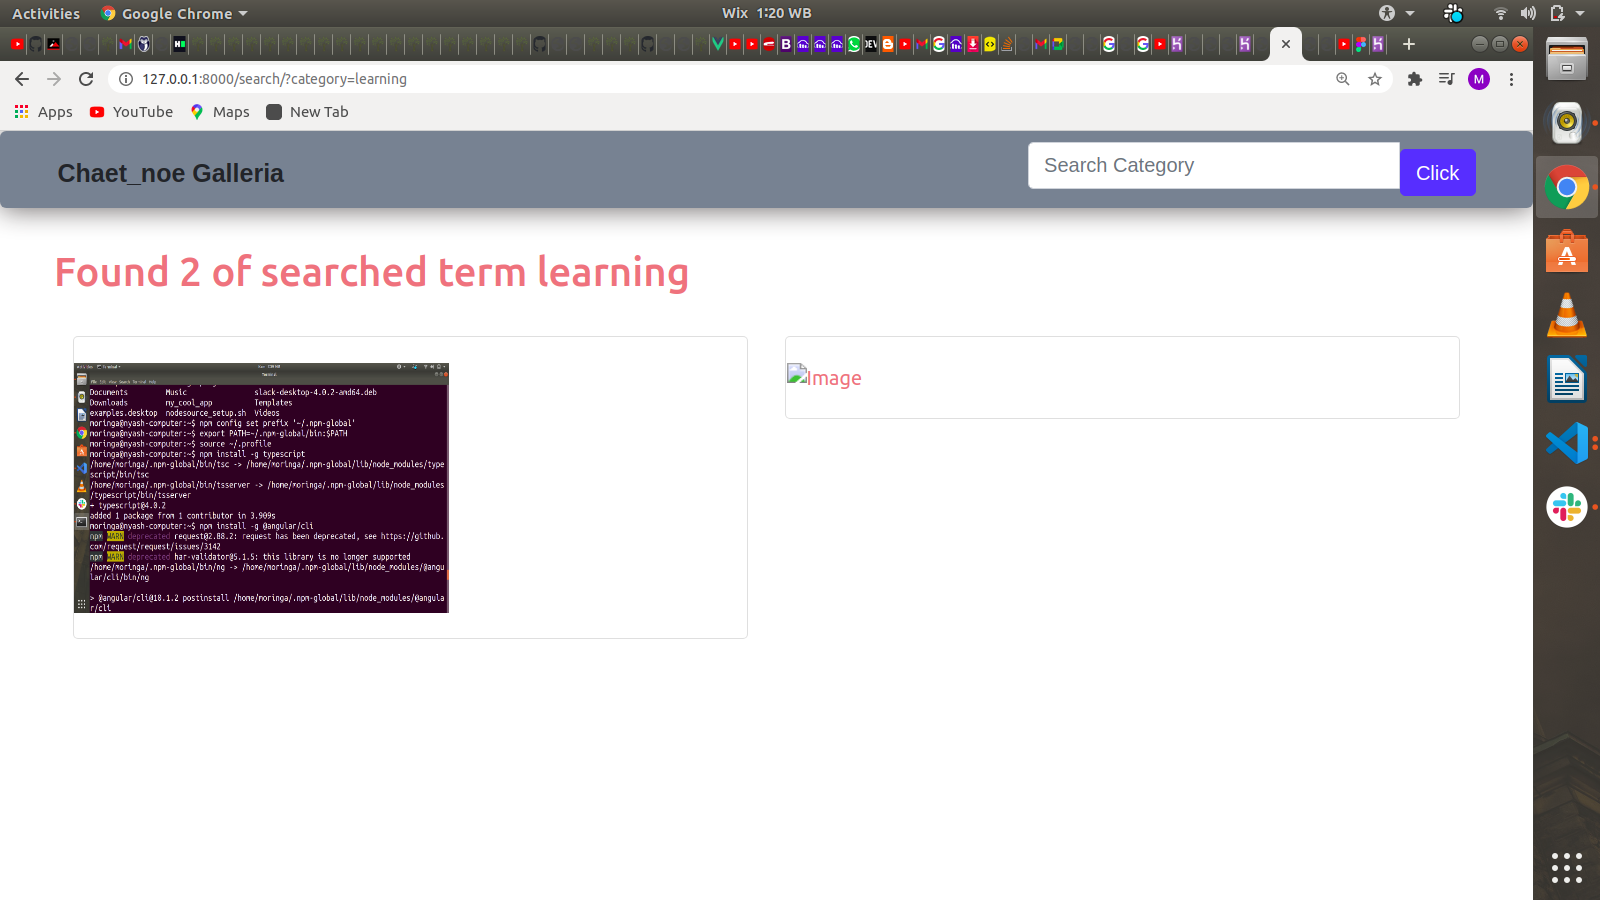 Activities
Google Chrome
Wix 1:20 WB
127.0.0.1:8000/search/?category=learning
M
Apps
YouTube
Maps
New Tab
Chaet_noe Galleria
Search Category
Click
Found 2 of searched term learning
Documents Music slack-desktop-4.0.2-amd64.deb
Downloads my_cool_app Templates
examples.desktop nodesource_setup.sh Videos
moringa@nyash-computer:~$ npm config set prefix '~/.npm-global'
moringa@nyash-computer:~$ export PATH=~/.npm-global/bin:$PATH
moringa@nyash-computer:~$ source ~/.profile
moringa@nyash-computer:~$ npm install -g typescript
/home/moringa/.npm-global/bin/tsc -> /home/moringa/.npm-global/lib/node_modules/type
script/bin/tsc
/home/moringa/.npm-global/bin/tsserver -> /home/moringa/.npm-global/lib/node_modules
/typescript/bin/tsserver
+ typescript@4.0.2
added 1 package from 1 contributor in 3.909s
moringa@nyash-computer:~$ npm install -g @angular/cli
npm WARN deprecated request@2.88.2: request has been deprecated, see https://github.
com/request/request/issues/3142
npm WARN deprecated har-validator@5.1.5: this library is no longer supported
/home/moringa/.npm-global/bin/ng -> /home/moringa/.npm-global/lib/node_modules/@angu
lar/cli/bin/ng
> @angular/cli@10.1.2 postinstall /home/moringa/.npm-global/lib/node_modules/@angula
r/cli
Image